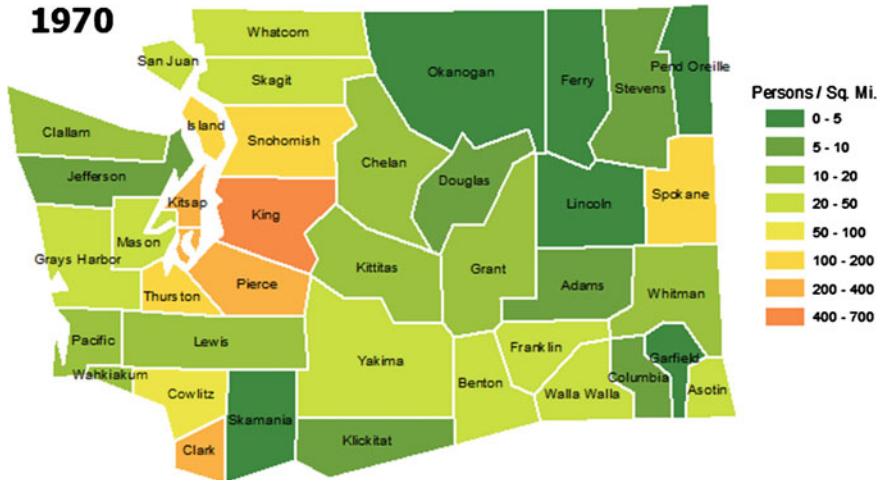 1970
Whatcom
San Juan
Skagit
Okanogan
Ferry
Stevens
Pend Oreille
Island
Clallam
Snohomish
Chelan
Douglas
Jefferson
Kitsap
King
Lincoln
Spokane
Mason
Grays Harbor
Kittitas
Grant
Thurston
Pierce
Adams
Whitman
Pacific
Lewis
Wahkiakum
Yakima
Franklin
Garfield
Cowlitz
Benton
Walla Walla
Columbia
Asotin
Skamania
Clark
Klickitat
Persons / Sq. Mi.
0 - 5
5 - 10
10 - 20
20 - 50
50 - 100
100 - 200
200 - 400
400 - 700